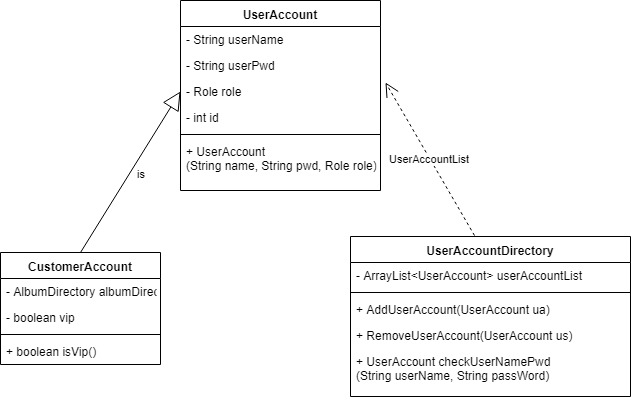 UserAccount
- String userName
- String userPwd
- Role role
- int id
+ UserAccount
(String name, String pwd, Role role)
is
UserAccountList
CustomerAccount
- AlbumDirectory albumDirec
- boolean vip
+ boolean isVip()
UserAccountDirectory
- ArrayList<UserAccount> userAccountList
+ AddUserAccount(UserAccount ua)
+ RemoveUserAccount(UserAccount us)
+ UserAccount checkUserNamePwd
(String userName, String passWord)